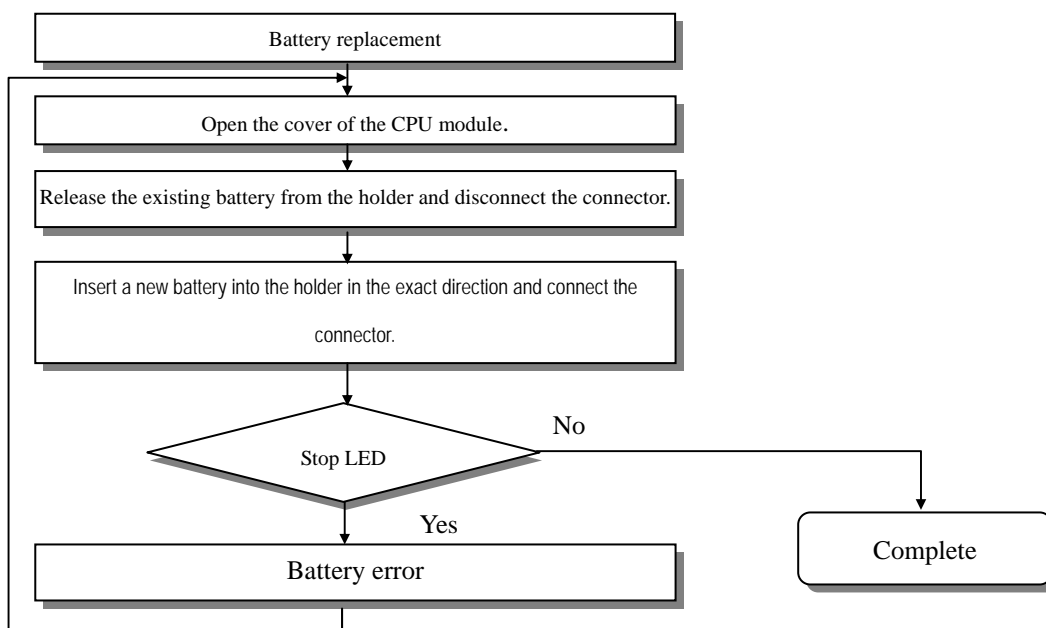 Battery replacement
Open the cover of the CPU module.
Release the existing battery from the holder and disconnect the connector.
Insert a new battery into the holder in the exact direction and connect the
connector.
No
Stop LED
Yes
Battery error
Complete